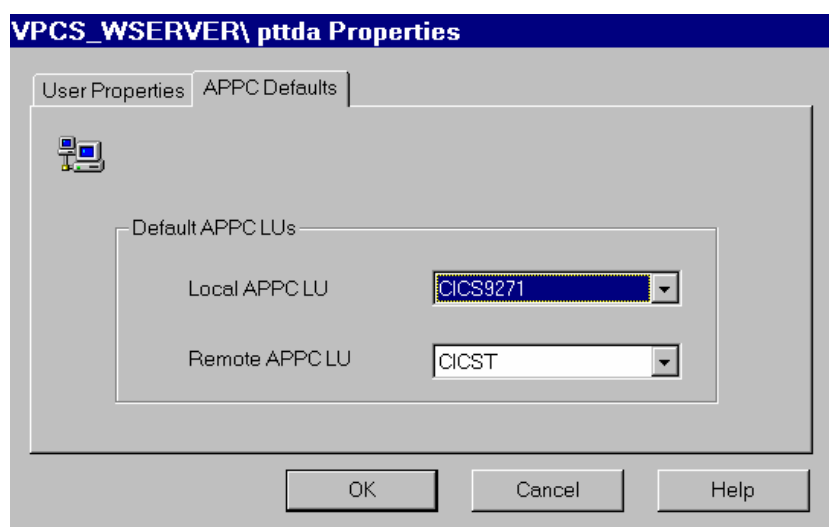 VPCS_WSERVER\ pttda Properties
User Properties APPC Defaults
Default APPC LUs
Local APPC LU CICS9271
Remote APPC LU CICST
OK Cancel Help